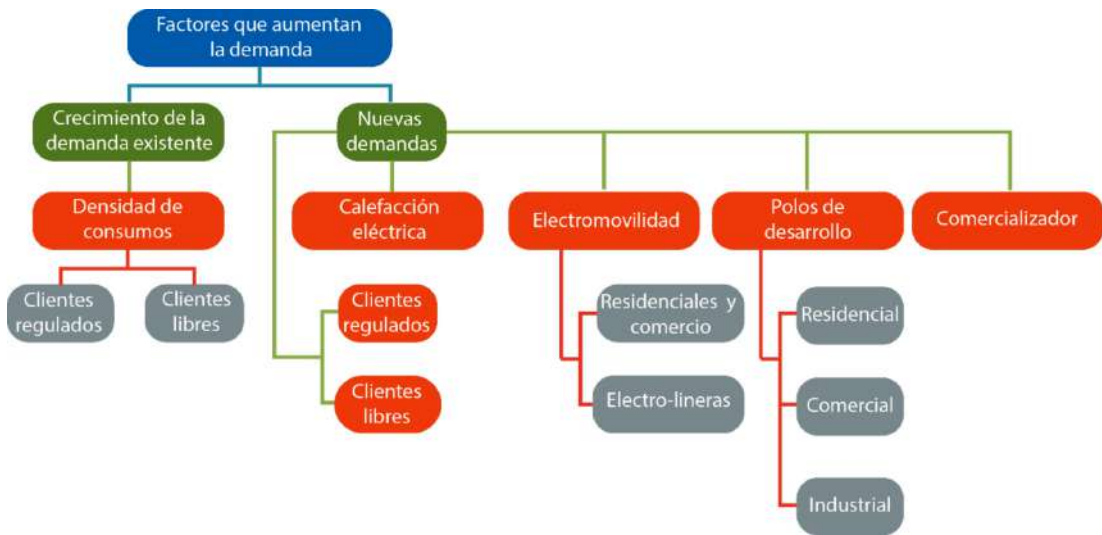 Factores que aumentan
la demanda
Crecimiento de la
demanda existente
Nuevas
demandas
Densidad de
consumos
Calefacción
eléctrica
Electromovilidad
Polos de
desarrollo
Comercializador
Clientes
regulados
Clientes
libres
Clientes
regulados
Clientes
libres
Residenciales y
comercio
Electro-lineras
Residencial
Comercial
Industrial